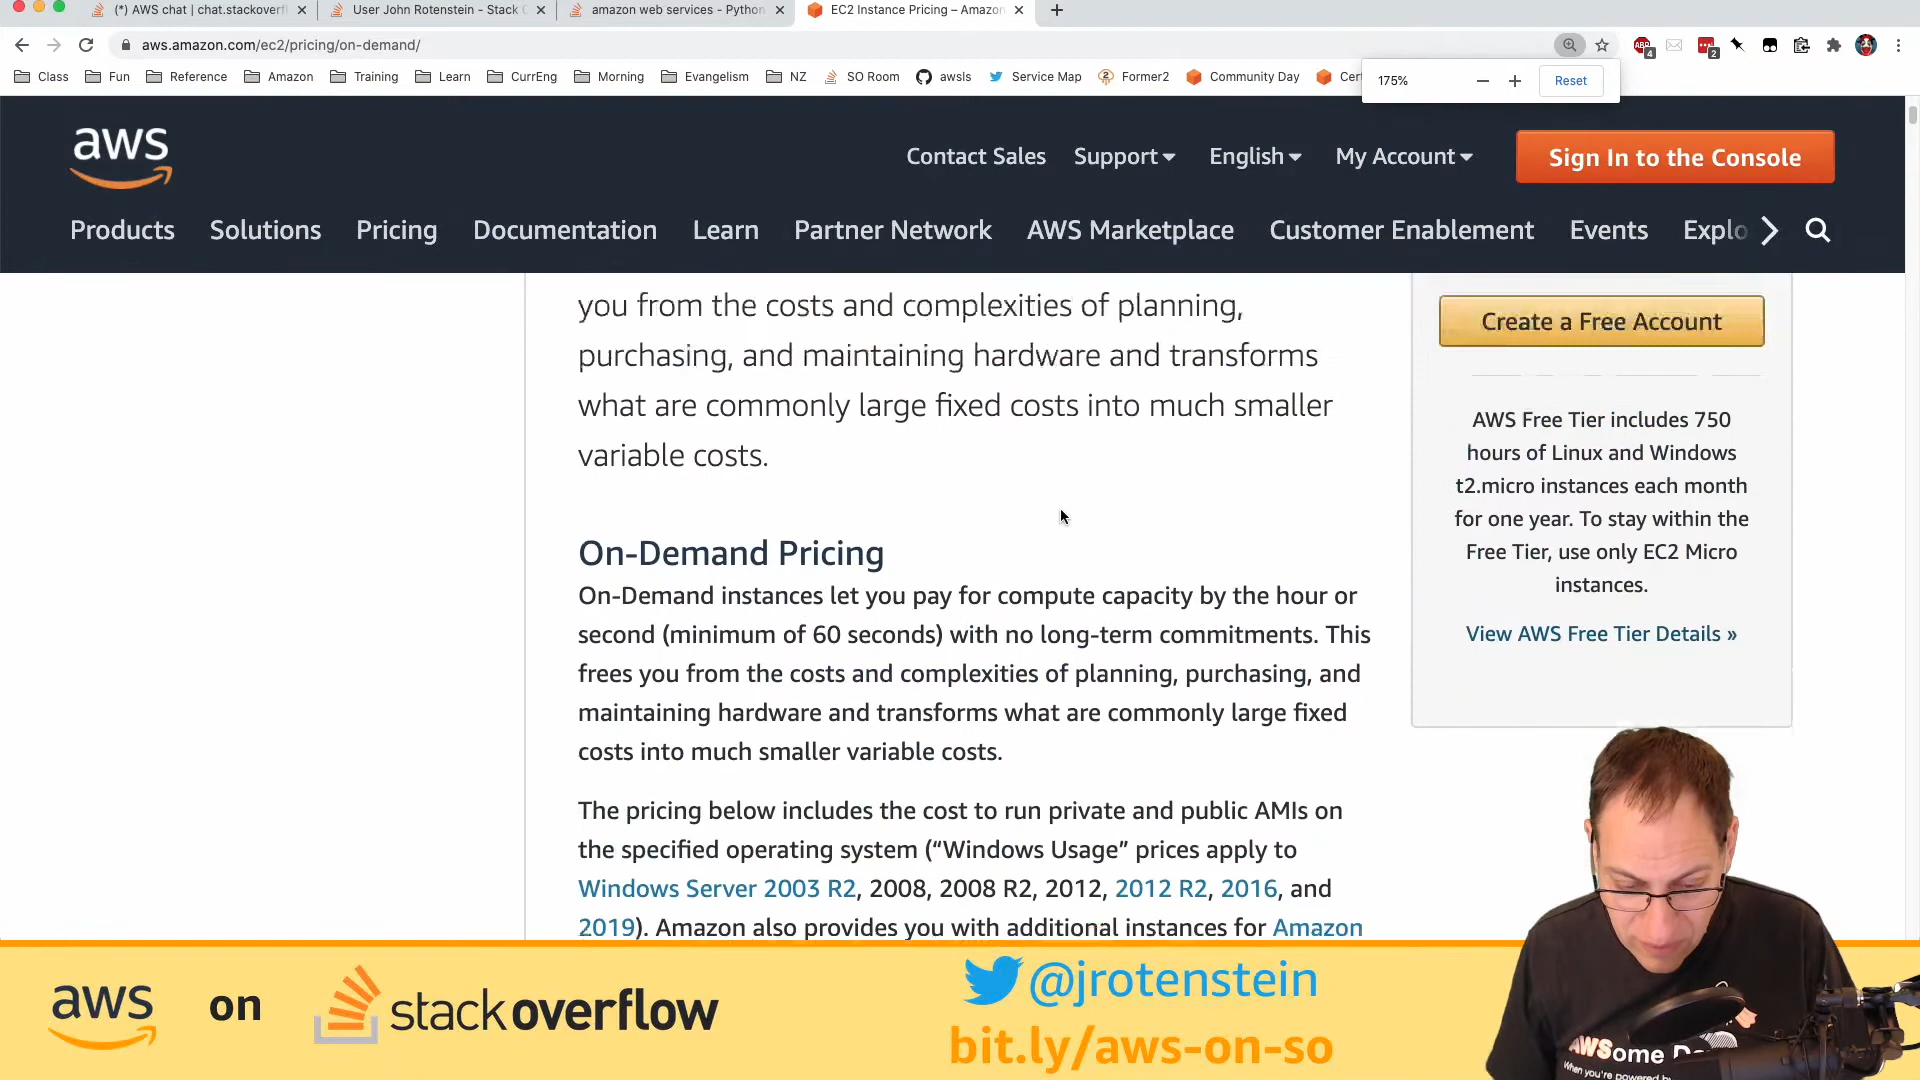 (*) AWS chat | chat.stackoverfl
User John Rotenstein - Stack O
amazon web services - Python
EC2 Instance Pricing – Amazon
aws.amazon.com/ec2/pricing/on-demand/
ABP
4
2
Class
Fun
Reference
Amazon
Training
Learn
CurrEng
Morning
Evangelism
NZ
SO Room
awsls
Service Map
Former2
Community Day
Cer
175%
Reset
aws
Contact Sales
Support
English
My Account
Sign In to the Console
Products
Solutions
Pricing
Documentation
Learn
Partner Network
AWS Marketplace
Customer Enablement
Events
Explo
you from the costs and complexities of planning,
purchasing, and maintaining hardware and transforms
what are commonly large fixed costs into much smaller
variable costs.
On-Demand Pricing
On-Demand instances let you pay for compute capacity by the hour or
second (minimum of 60 seconds) with no long-term commitments. This
frees you from the costs and complexities of planning, purchasing, and
maintaining hardware and transforms what are commonly large fixed
costs into much smaller variable costs.
The pricing below includes the cost to run private and public AMIs on
the specified operating system (“Windows Usage” prices apply to
Windows Server 2003 R2, 2008, 2008 R2, 2012, 2012 R2, 2016, and
2019). Amazon also provides you with additional instances for Amazon
Create a Free Account
AWS Free Tier includes 750
hours of Linux and Windows
t2.micro instances each month
for one year. To stay within the
Free Tier, use only EC2 Micro
instances.
View AWS Free Tier Details »
aws on stackoverflow
@jrotenstein
bit.ly/aws-on-so
AWSome D
When you're powered by